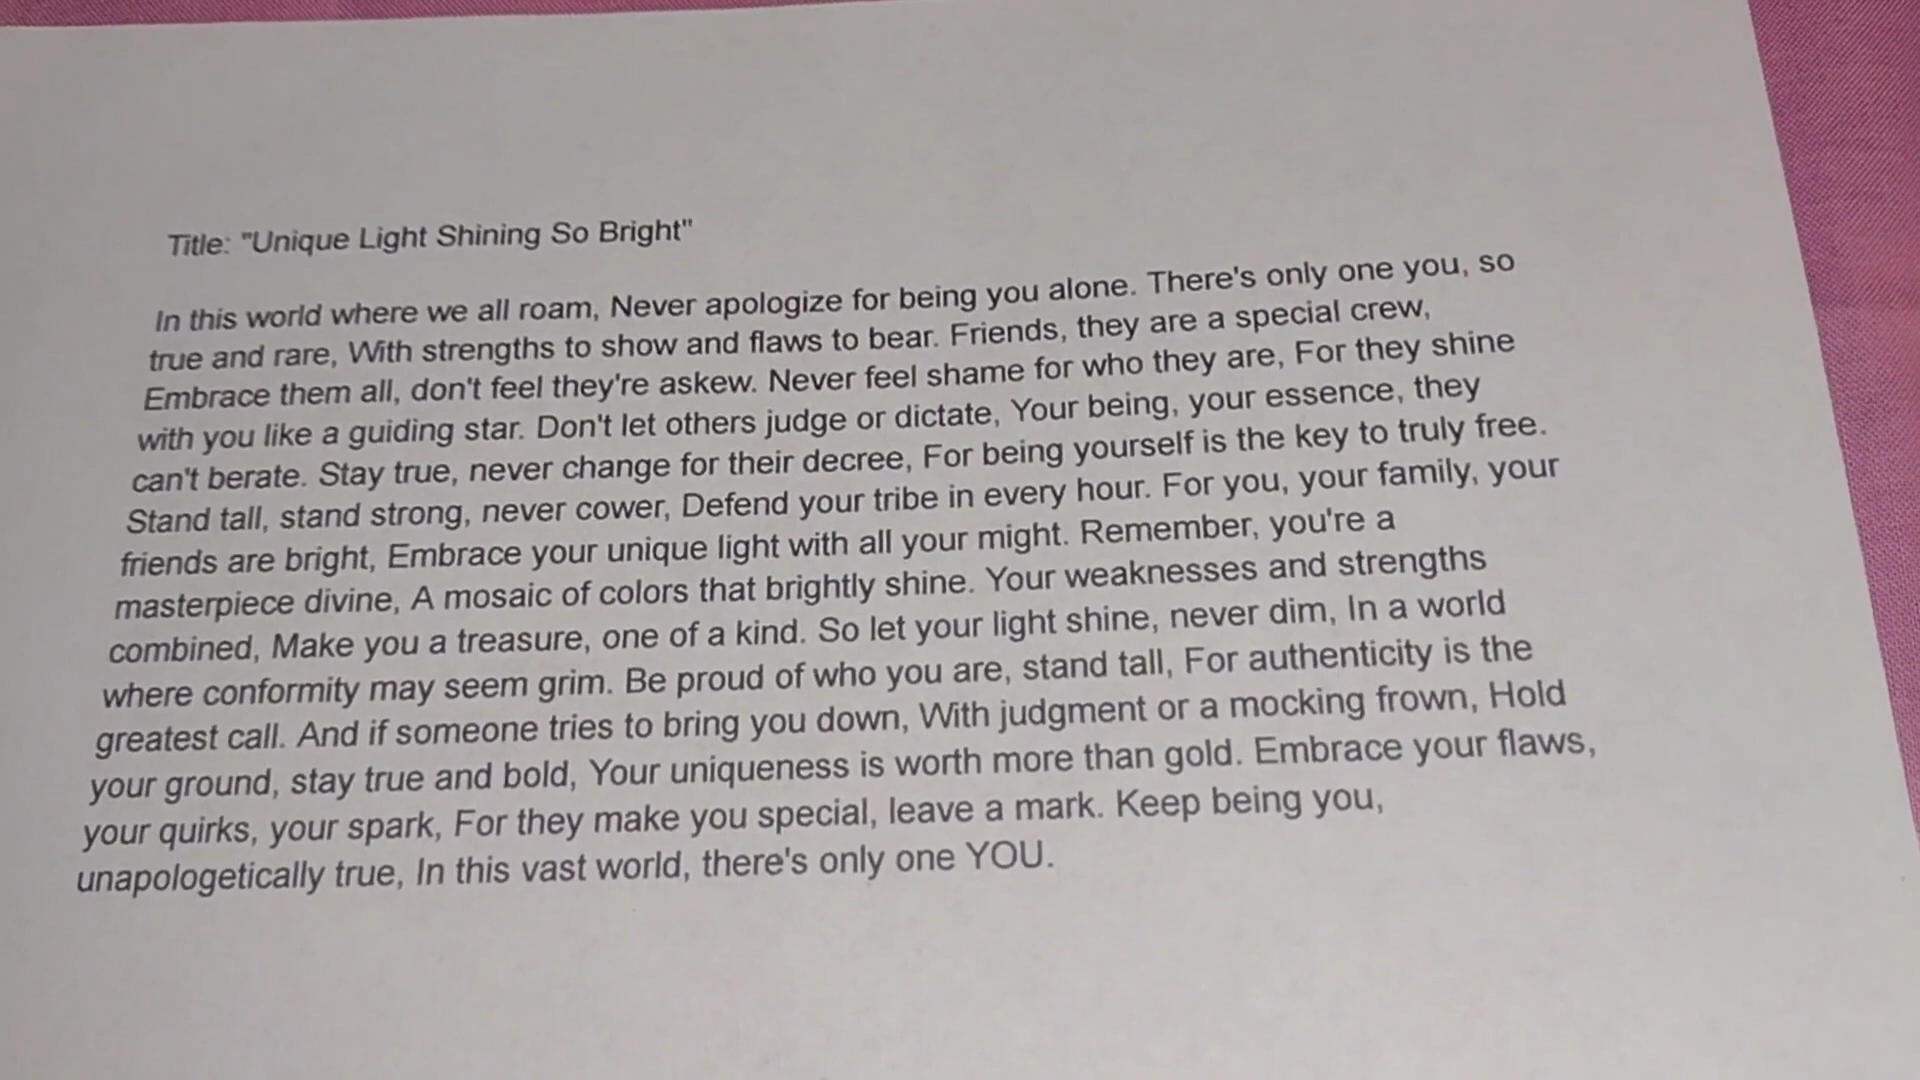 Title: "Unique Light Shining So Bright"
In this world where we all roam, Never apologize for being you alone. There's only one you, so
true and rare, With strengths to show and flaws to bear. Friends, they are a special crew,
Embrace them all, don't feel they're askew. Never feel shame for who they are, For they shine
with you like a guiding star. Don't let others judge or dictate, Your being, your essence, they
can't berate. Stay true, never change for their decree, For being yourself is the key to truly free.
Stand tall, stand strong, never cower, Defend your tribe in every hour. For you, your family, your
friends are bright, Embrace your unique light with all your might. Remember, you're a
masterpiece divine, A mosaic of colors that brightly shine. Your weaknesses and strengths
combined, Make you a treasure, one of a kind. So let your light shine, never dim, In a world
where conformity may seem grim. Be proud of who you are, stand tall, For authenticity is the
greatest call. And if someone tries to bring you down, With judgment or a mocking frown, Hold
your ground, stay true and bold, Your uniqueness is worth more than gold. Embrace your flaws,
your quirks, your spark, For they make you special, leave a mark. Keep being you,
unapologetically true, In this vast world, there's only one YOU.